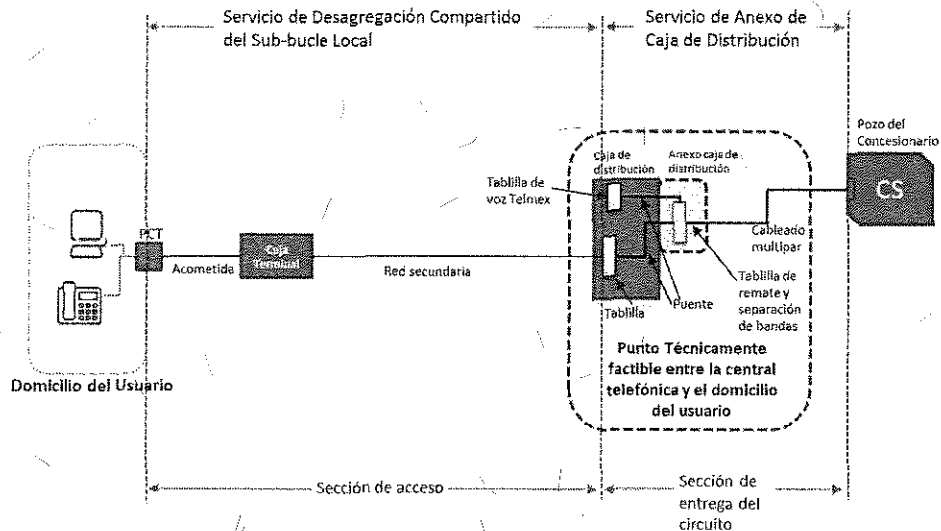 Servicio de Desagregación Compartido
del Sub-bucle Local
Servicio de Anexo de
Caja de Distribución
Pozo del
Concesionario
CS
Caja de
distribución
Anexo caja de
distribución
Tablilla de
voz Telmex
PCT
Caja
Terminal
Acometida
Red secundaria
Cableado
multipar
Puente
Tablilla
Tablilla de
remate y
separación
de bandas
Punto Técnicamente
factible entre la central
telefónica y el domicilio
del usuario
Domicilio del Usuario
Sección de acceso
Sección de
entrega del
circuito